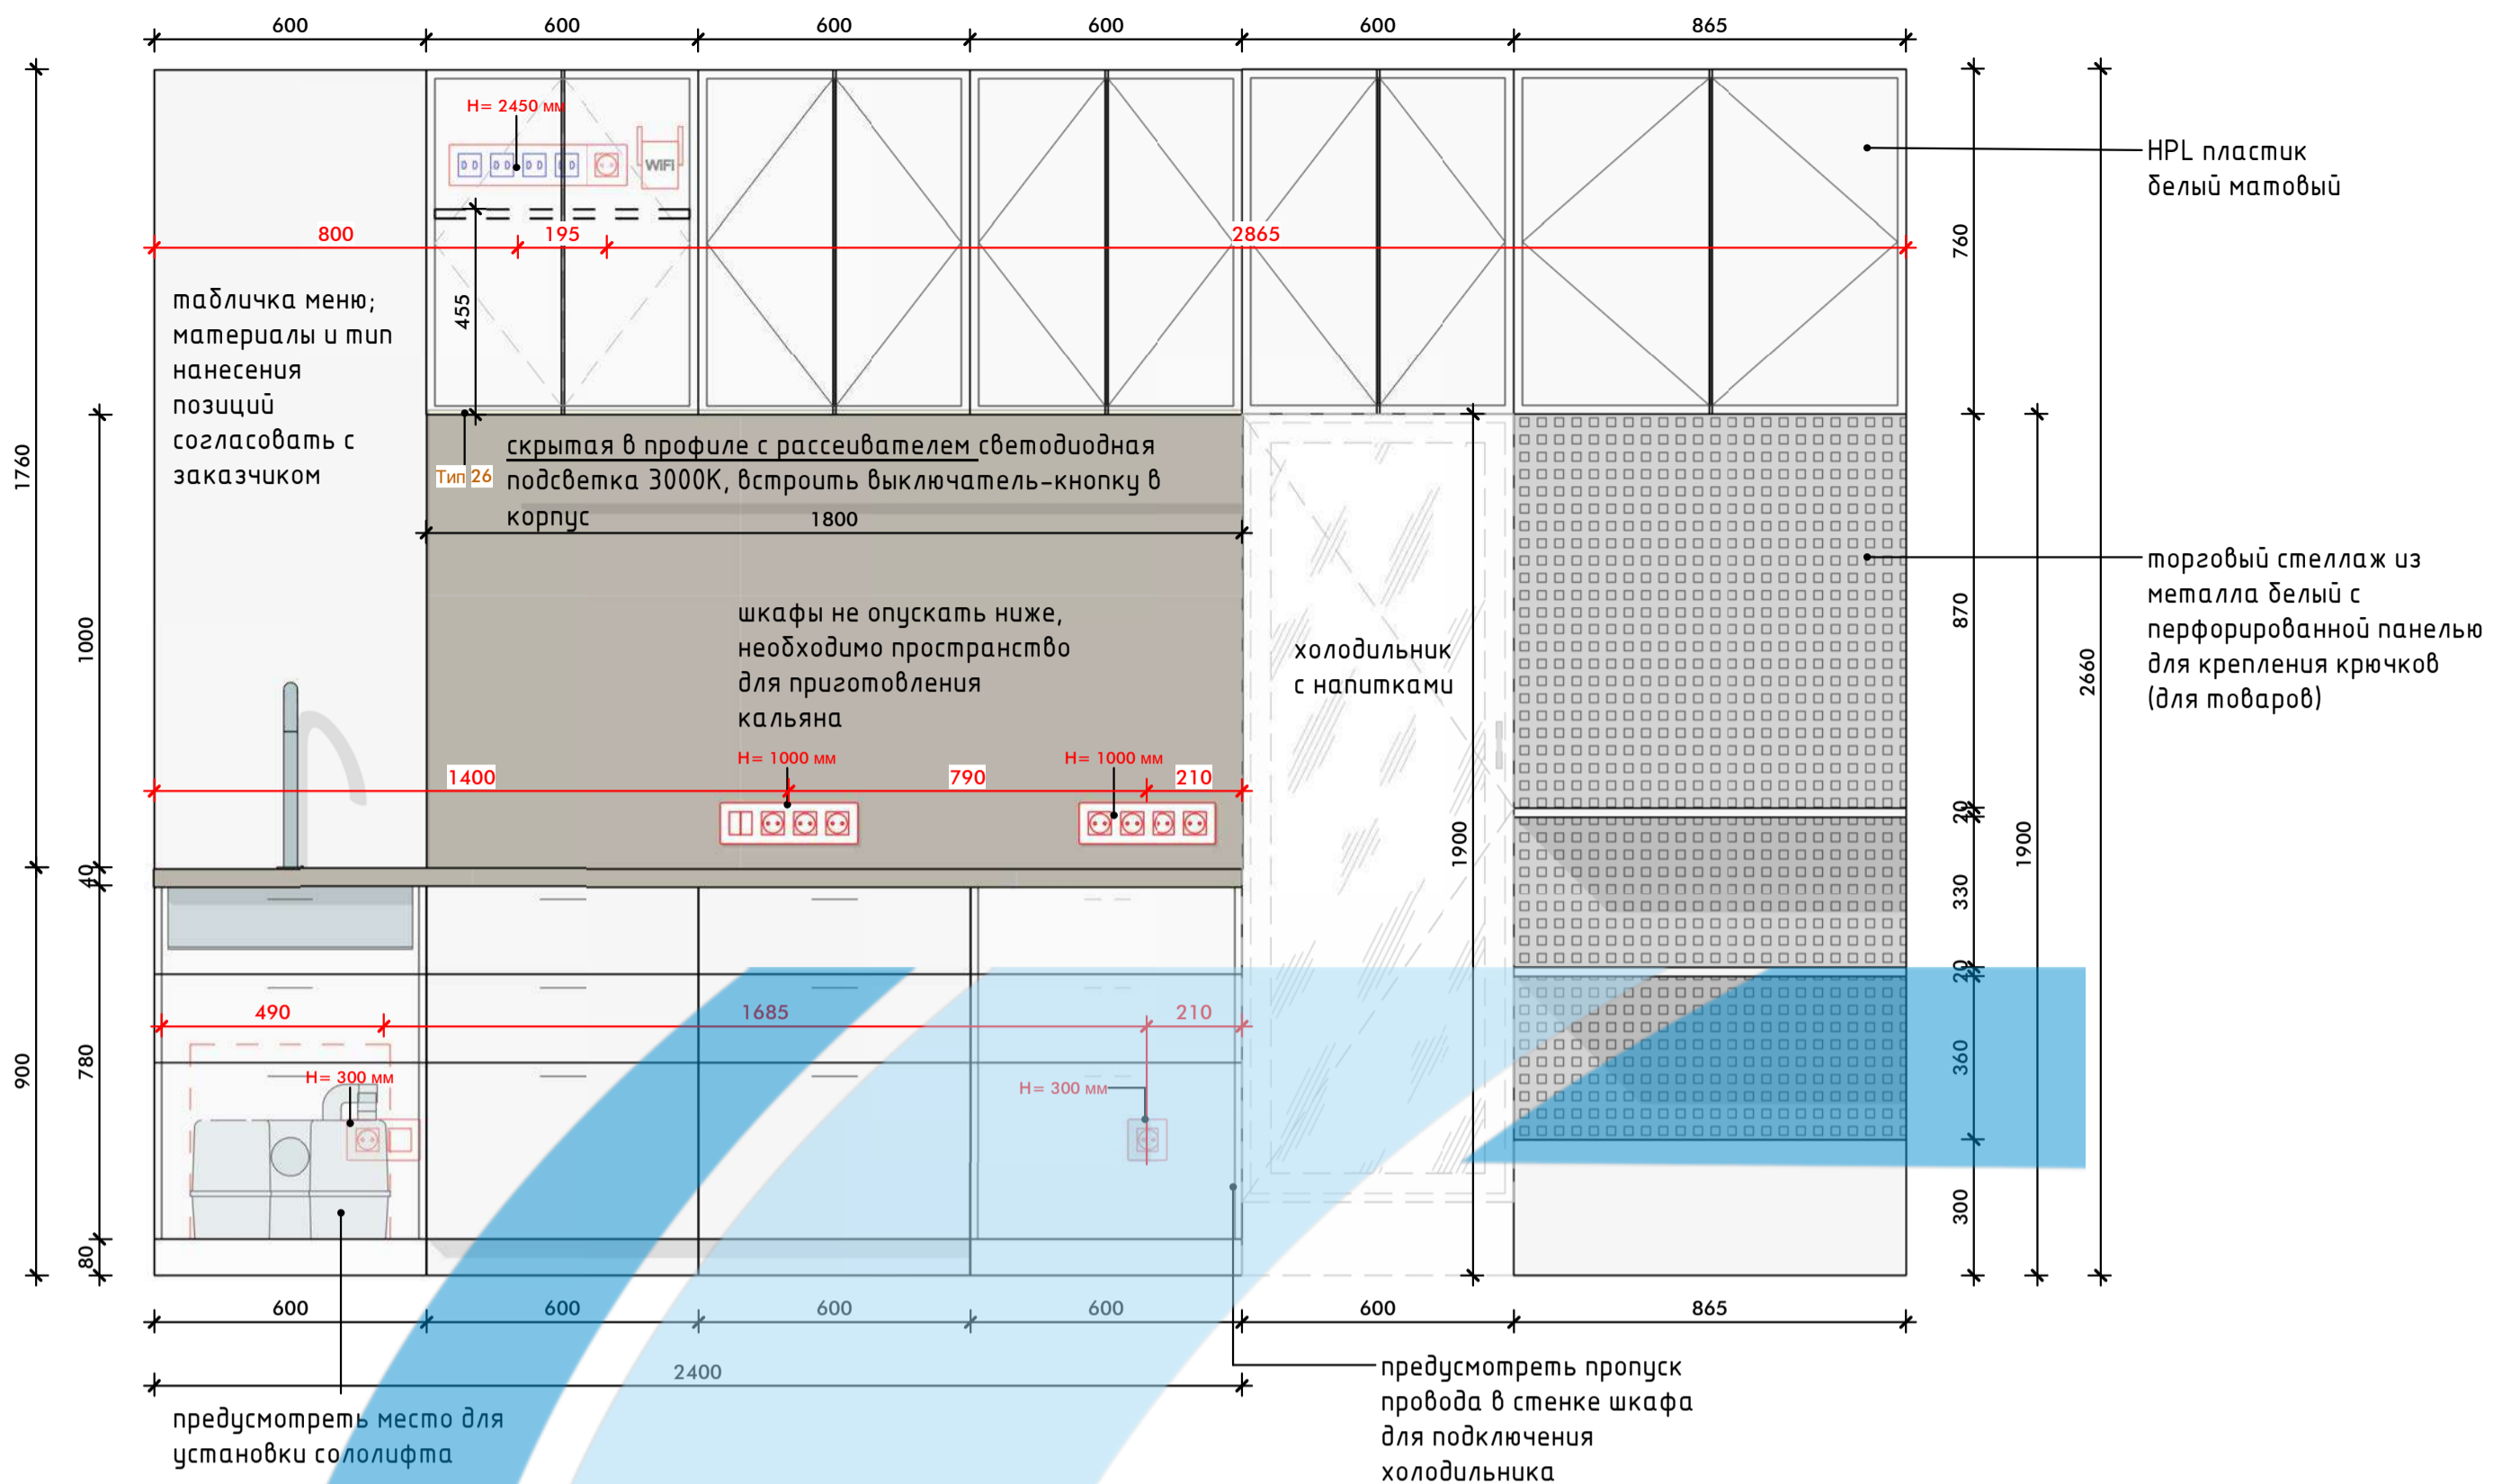 600 600 600 600 600 865
H= 2450 мм
WiFi
HPL пластик
белый матовый
800 195 2865
760
455
табличка меню;
материалы и тип
нанесения
позиций
согласовать с
заказчиком
1760
Тип 26
скрытая в профиле с рассеивателем светодиодная
подсветка 3000К, встроить выключатель-кнопку в
корпус
1800
торговый стеллаж из
металла белый с
перфорированной панелью
для крепления крючков
(для товаров)
шкафы не опускать ниже,
необходимо пространство
для приготовления
кальяна
холодильник
с напитками
1000
870
2660
H= 1000 мм H= 1000 мм
1400 790 210
20
1900
1900
40
330
20
490 1685 210
900
780
360
H= 300 мм
H= 300 мм
300
80
600 600 600 600 600 865
2400
предусмотреть место для
установки сололифта
предусмотреть пропуск
провода в стенке шкафа
для подключения
холодильника